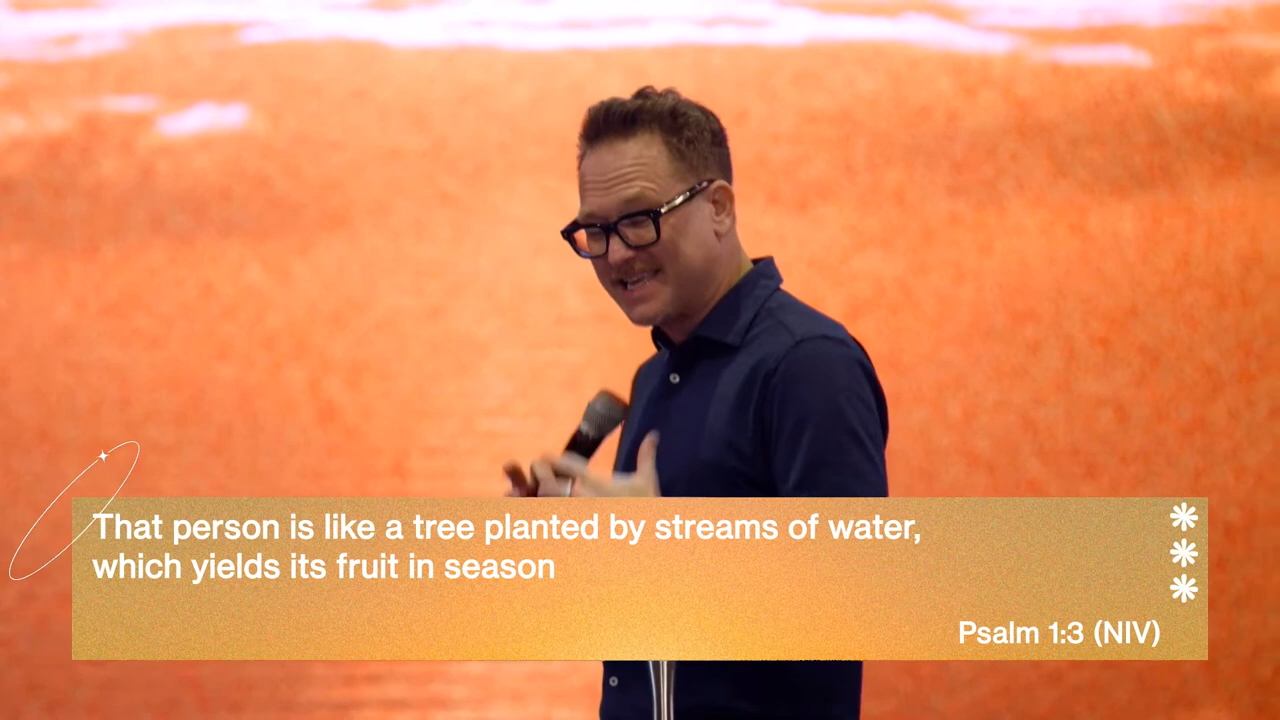 That person is like a tree planted by streams of water,
which yields its fruit in season
Psalm 1:3 (NIV)